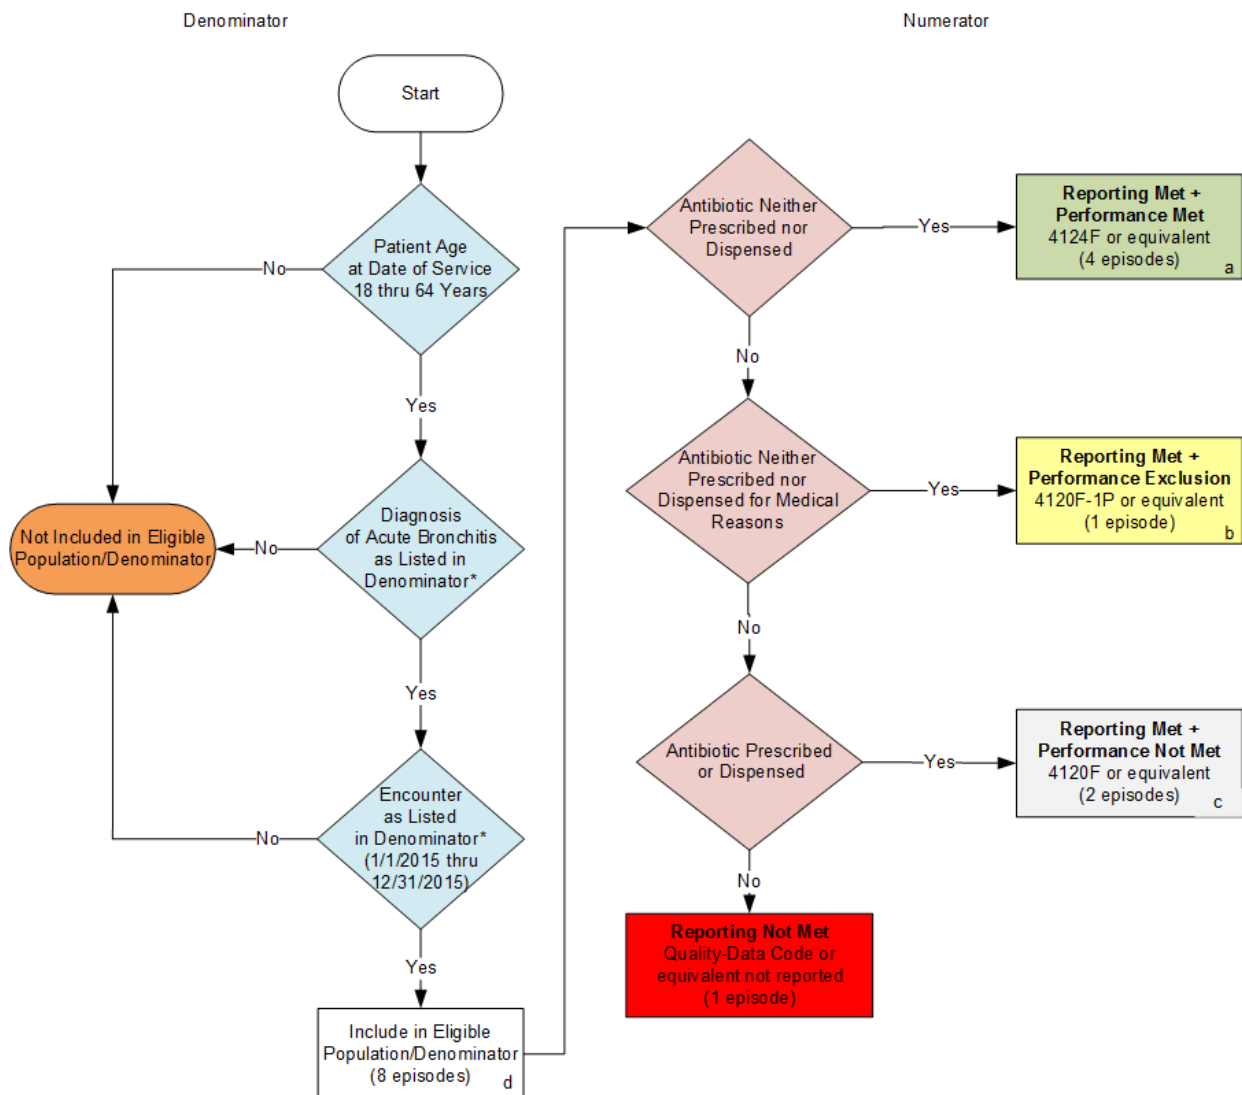 Denominator
Numerator
Start
Patient Age
at Date of Service
18 thru 64 Years
No
Yes
Diagnosis
of Acute Bronchitis
as Listed in
Denominator*
No
Not Included in Eligible
Population/Denominator
Yes
Encounter
as Listed
in Denominator*
(1/1/2015 thru
12/31/2015)
No
Yes
Include in Eligible
Population/Denominator
(8 episodes)
d
Antibiotic Neither
Prescribed nor
Dispensed
Yes
Reporting Met +
Performance Met
4124F or equivalent
(4 episodes)
a
No
Antibiotic Neither
Prescribed nor
Dispensed for Medical
Reasons
Yes
Reporting Met +
Performance Exclusion
4120F-1P or equivalent
(1 episode)
b
No
Antibiotic Prescribed
or Dispensed
Yes
Reporting Met +
Performance Not Met
4120F or equivalent
(2 episodes)
c
No
Reporting Not Met
Quality-Data Code or
equivalent not reported
(1 episode)